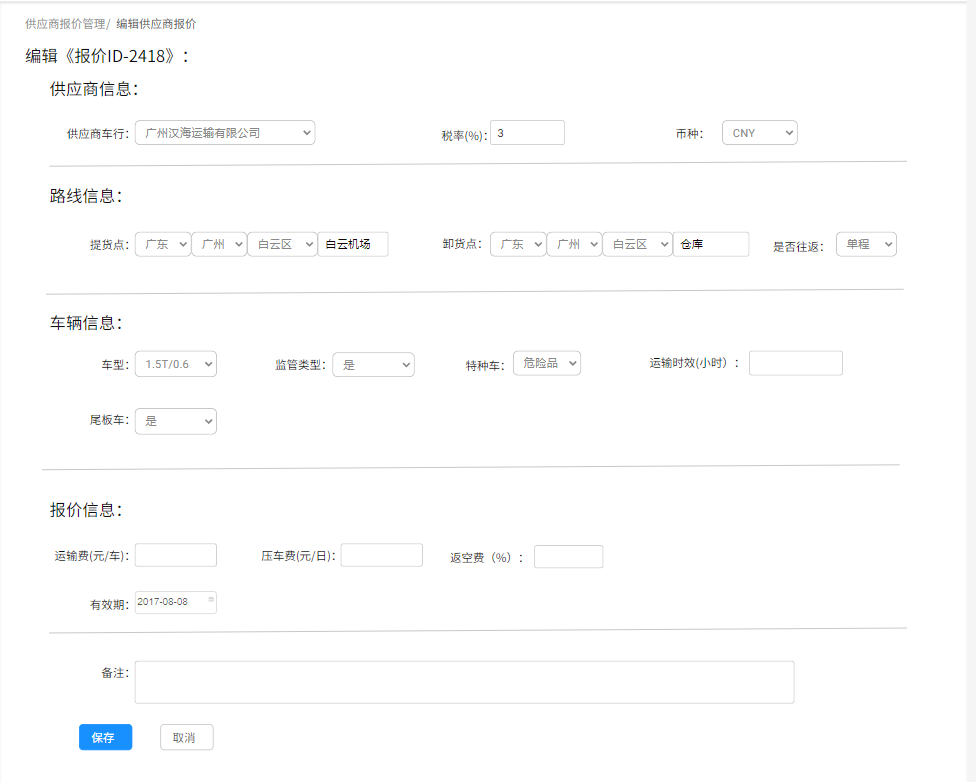 供应商报价管理/ 编辑供应商报价
编辑《报价ID-2418》：
供应商信息：
供应商车行： 广州汉海运输有限公司 税率(%)： 3 币种： CNY
路线信息：
提货点： 广东 广州 白云区 白云机场 卸货点： 广东 广州 白云区 仓库 是否往返： 单程
车辆信息：
车型： 1.5T/0.6 监管类型： 是 特种车： 危险品 运输时效(小时）：
尾板车： 是
报价信息：
运输费(元/车)： 压车费(元/日)： 返空费（%）：
有效期： 2017-08-08
备注：
保存 取消